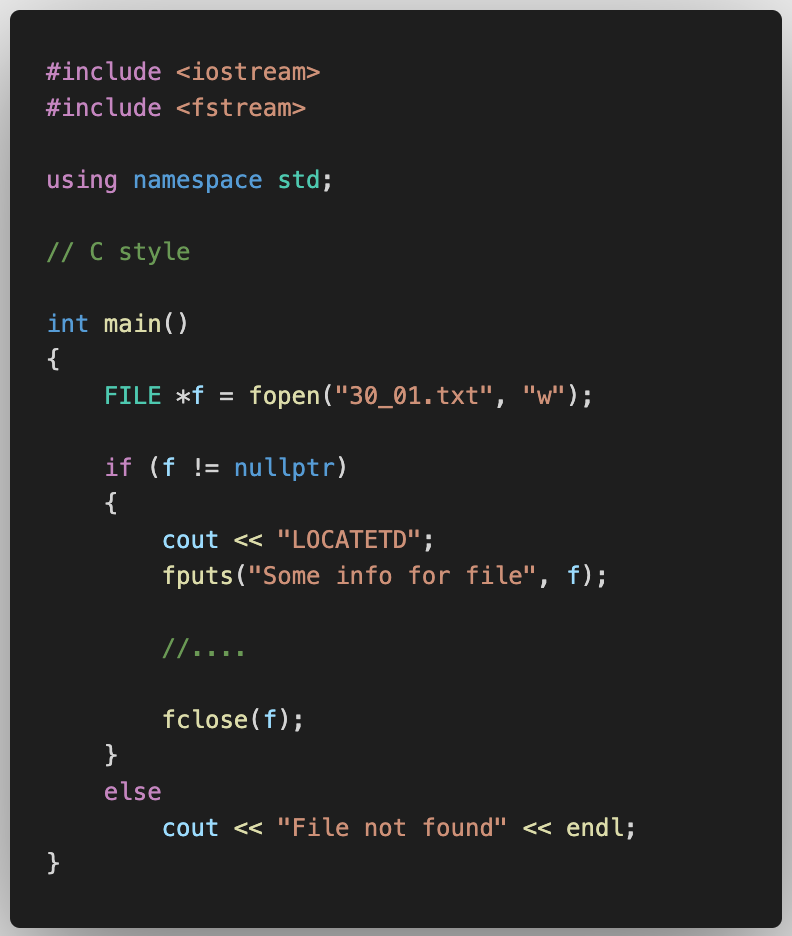 #include <iostream>
#include <fstream>
using namespace std;
// C style
int main()
{
FILE *f = fopen("30_01.txt", "w");
if (f != nullptr)
{
cout << "LOCATETD";
fputs("Some info for file", f);
//....
fclose(f);
}
else
cout << "File not found" << endl;
}